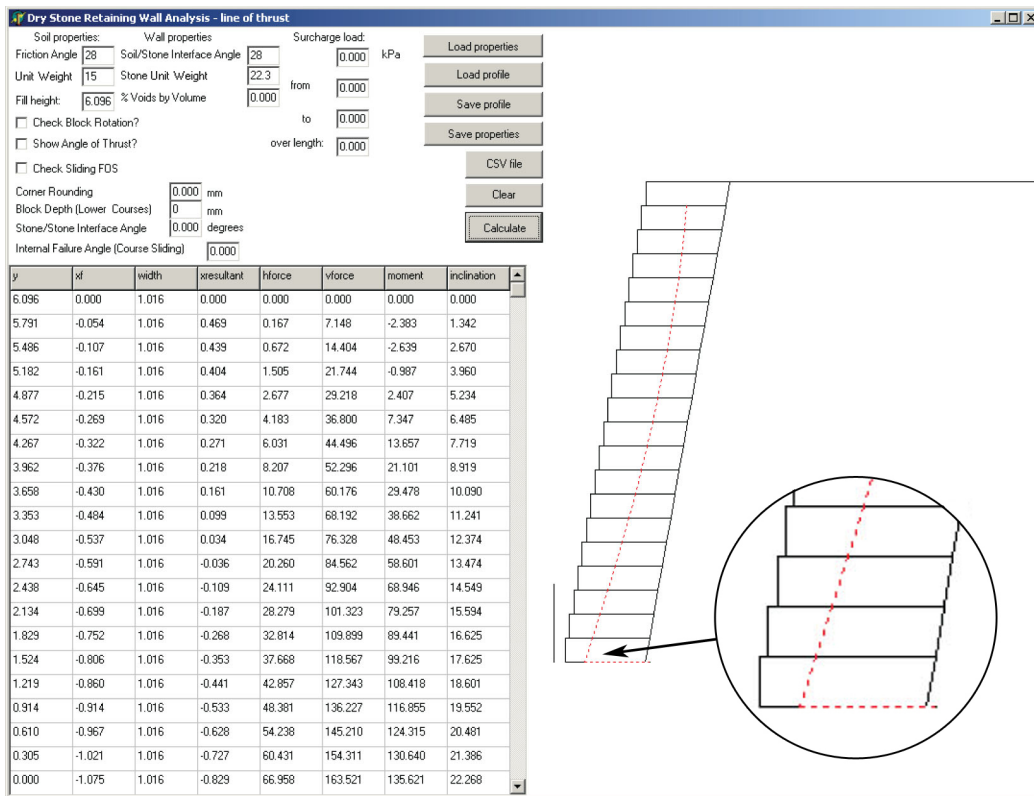 Dry Stone Retaining Wall Analysis - line of thrust
Soil properties: Wall properties Surcharge load:
Friction Angle 28 Soil/Stone Interface Angle 28 0.000 kPa
Unit Weight 15 Stone Unit Weight 22.3 from 0.000
Fill height: 6.096 % Voids by Volume 0.000
Check Block Rotation? to 0.000
Show Angle of Thrust? over length: 0.000
Check Sliding FOS
Corner Rounding 0.000 mm
Block Depth (Lower Courses) 0 mm
Stone/Stone Interface Angle 0.000 degrees
Internal Failure Angle (Course Sliding) 0.000
Load properties
Load profile
Save profile
Save properties
CSV file
Clear
Calculate
y xf width xresultant hforce vforce moment inclination
6.096 0.000 1.016 0.000 0.000 0.000 0.000 0.000
5.791 -0.054 1.016 0.469 0.167 7.148 -2.383 1.342
5.486 -0.107 1.016 0.439 0.672 14.404 -2.639 2.670
5.182 -0.161 1.016 0.404 1.505 21.744 -0.987 3.960
4.877 -0.215 1.016 0.364 2.677 29.218 2.407 5.234
4.572 -0.269 1.016 0.320 4.183 36.800 7.347 6.485
4.267 -0.322 1.016 0.271 6.031 44.496 13.657 7.719
3.962 -0.376 1.016 0.218 8.207 52.296 21.101 8.919
3.658 -0.430 1.016 0.161 10.708 60.176 29.478 10.090
3.353 -0.484 1.016 0.099 13.553 68.192 38.662 11.241
3.048 -0.537 1.016 0.034 16.745 76.328 48.453 12.374
2.743 -0.591 1.016 -0.036 20.260 84.562 58.601 13.474
2.438 -0.645 1.016 -0.109 24.111 92.904 68.946 14.549
2.134 -0.699 1.016 -0.187 28.279 101.323 79.257 15.594
1.829 -0.752 1.016 -0.268 32.814 109.899 89.441 16.625
1.524 -0.806 1.016 -0.353 37.668 118.567 99.216 17.625
1.219 -0.860 1.016 -0.441 42.857 127.343 108.418 18.601
0.914 -0.914 1.016 -0.533 48.381 136.227 116.855 19.552
0.610 -0.967 1.016 -0.628 54.238 145.210 124.315 20.481
0.305 -1.021 1.016 -0.727 60.431 154.311 130.640 21.386
0.000 -1.075 1.016 -0.829 66.958 163.521 135.621 22.268